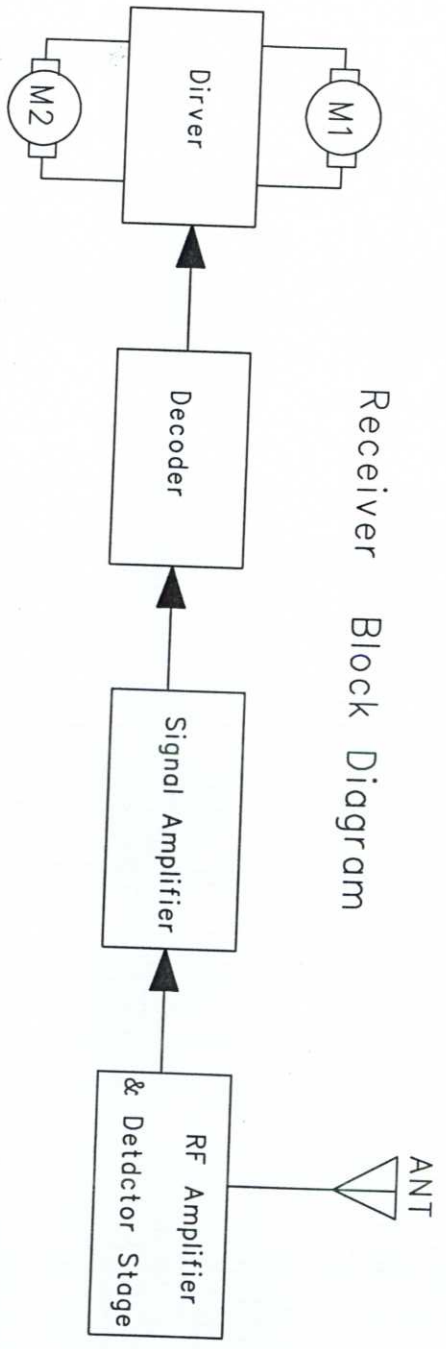 Receiver Block Diagram
ANT
M1
Dirver
M2
Decoder
Signal Amplifier
RF Amplifier
& Detdctor Stage